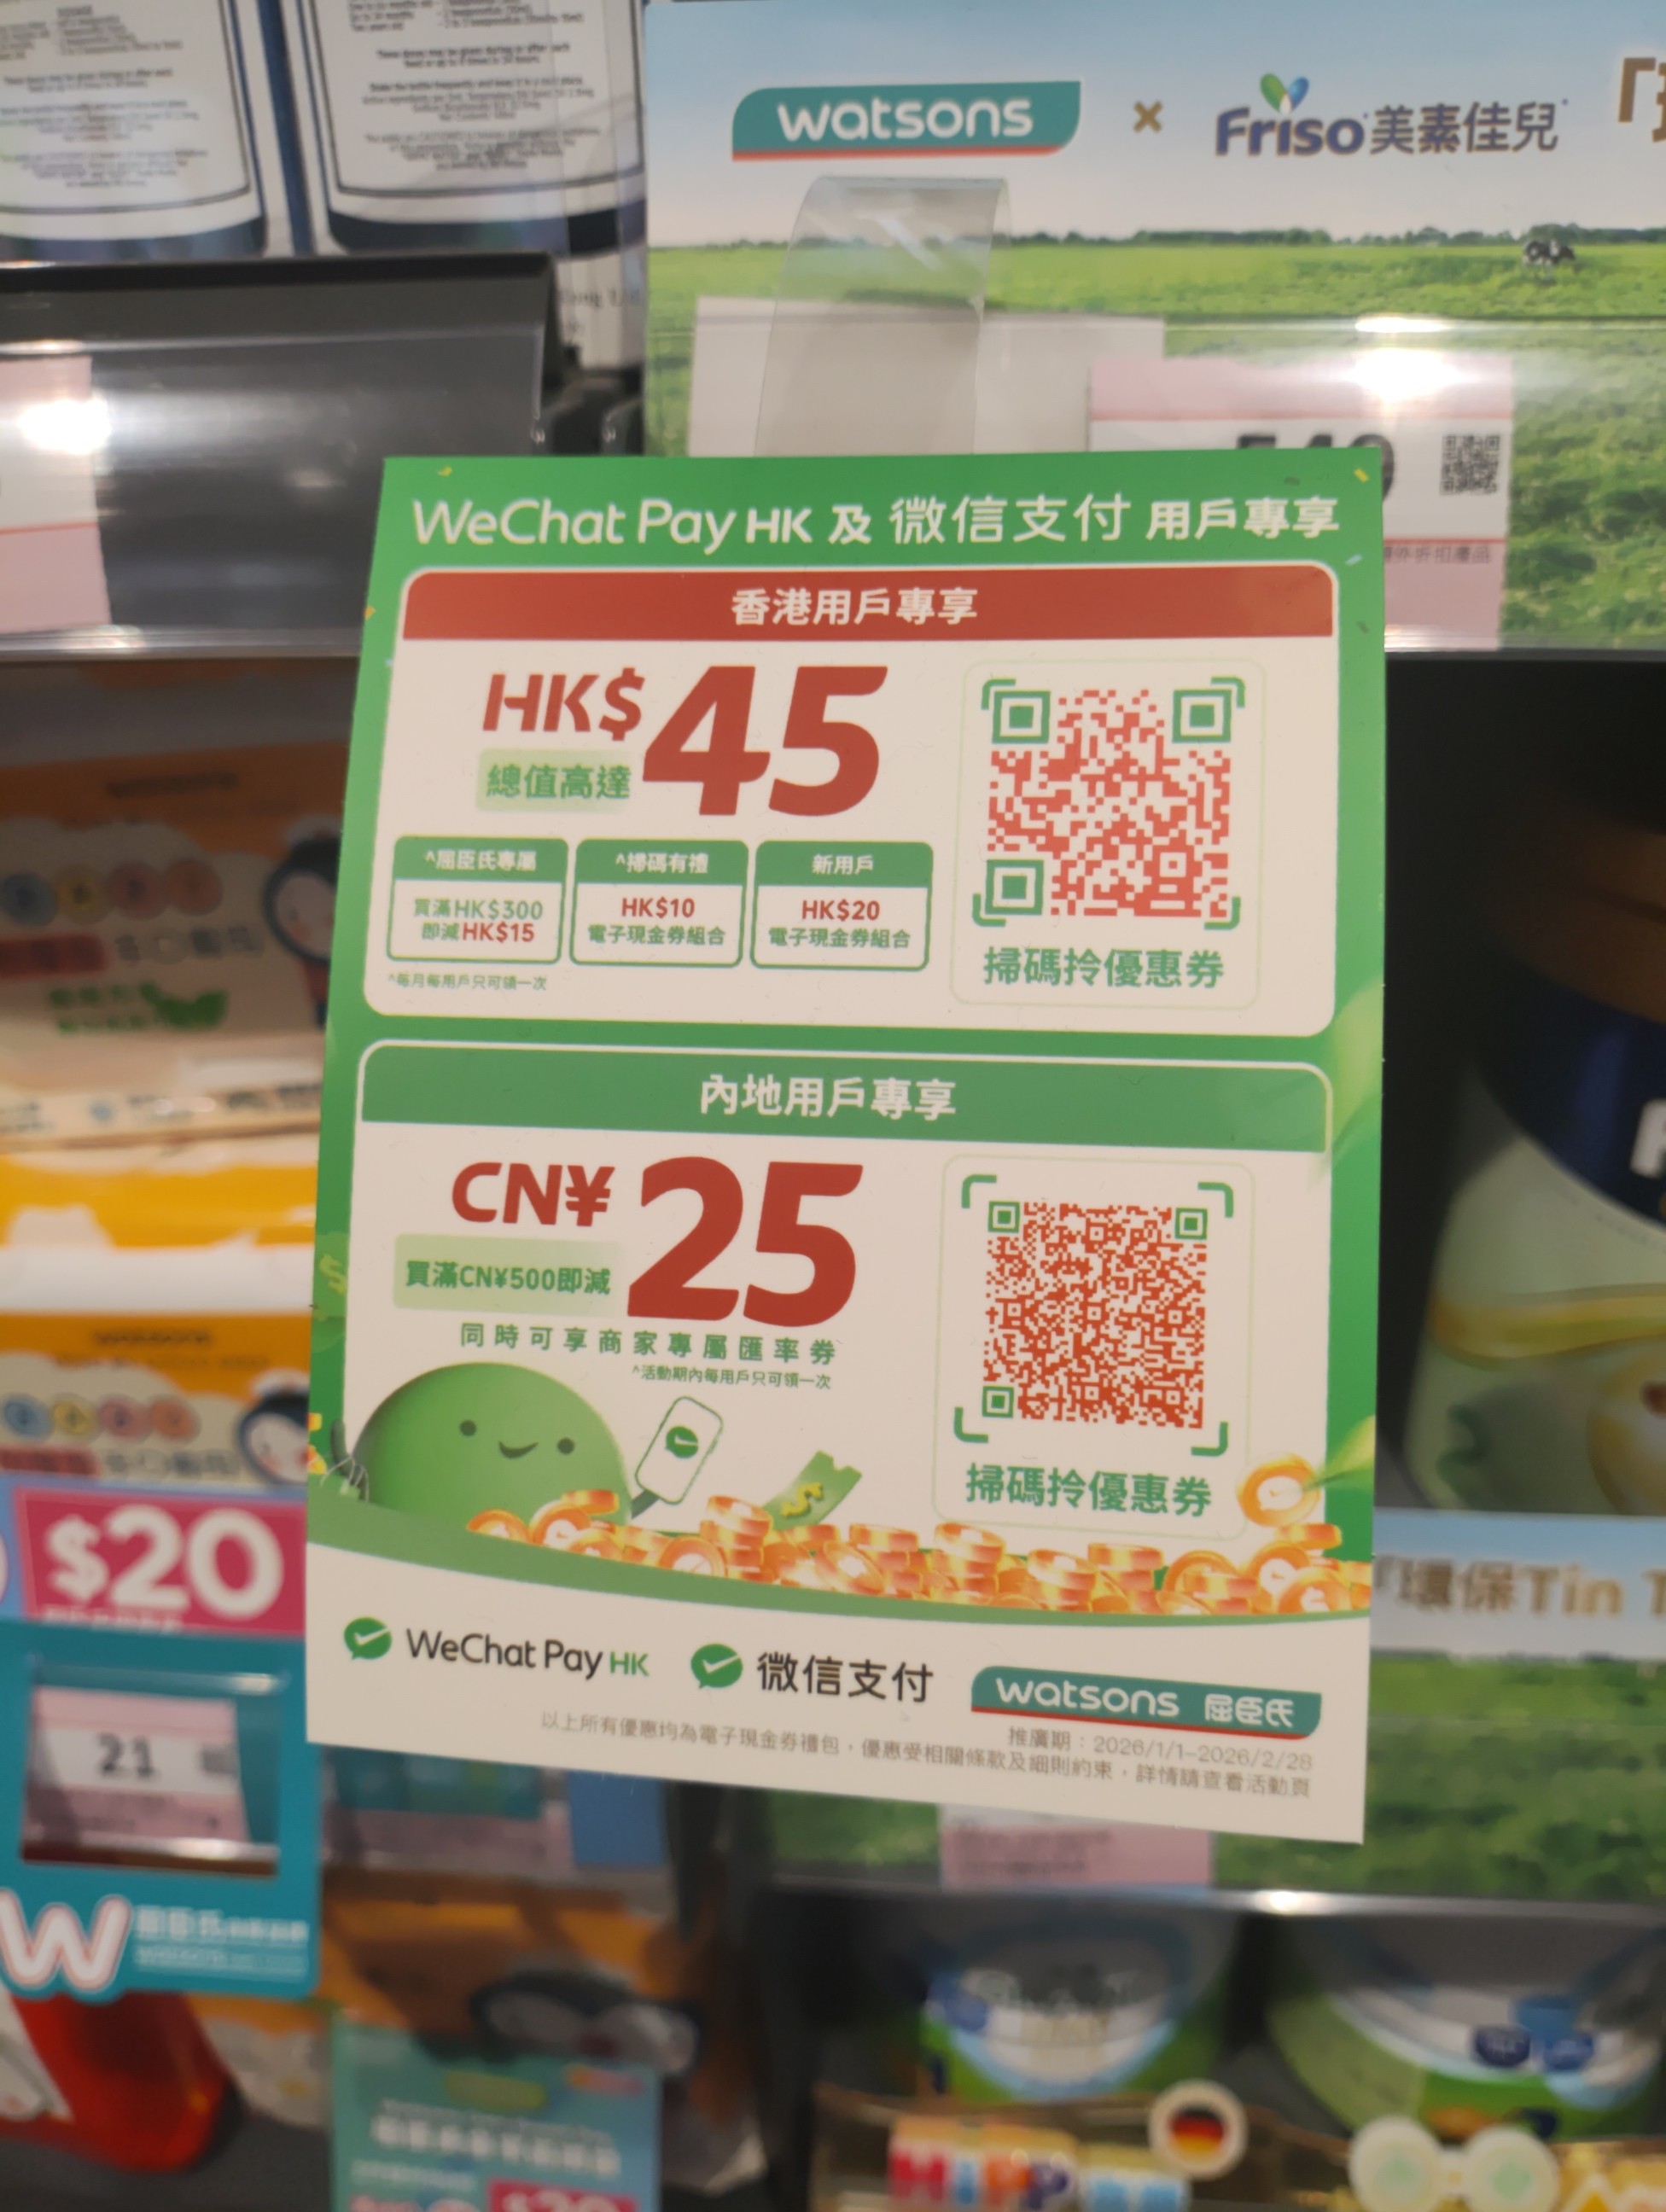 watsons × Friso 美素佳兒
WeChat Pay HK 及 微信支付 用戶專享
香港用戶專享
HK$45
總值高達
^屈臣氏專屬
買滿HK$300
即減HK$15
^掃碼有禮
HK$10
電子現金券組合
新用戶
HK$20
電子現金券組合
^每月每用戶只可領一次
掃碼拎優惠券
內地用戶專享
CN¥25
買滿CN¥500即減
同時可享商家專屬匯率券
^活動期內每用戶只可領一次
掃碼拎優惠券
WeChat Pay HK
微信支付
watsons 屈臣氏
推廣期：2026/1/1-2026/2/28
以上所有優惠均為電子現金券禮包，優惠受相關條款及細則約束，詳情請查看活動頁
「環保Tin
$20
21
W
HiPP